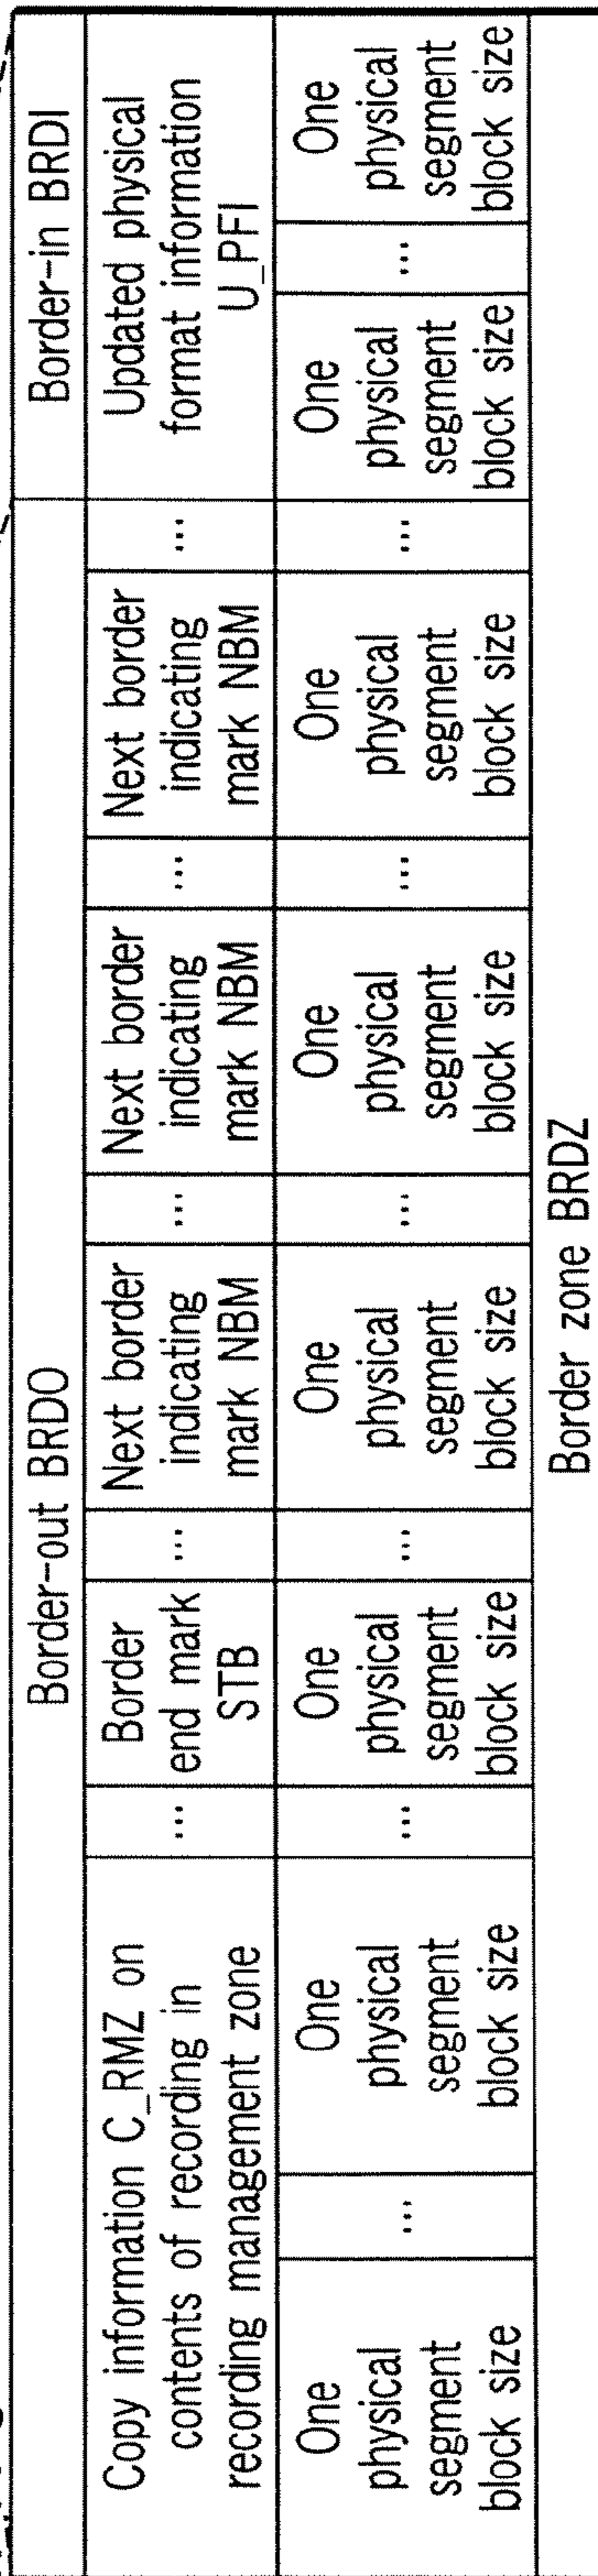 Border-out BRDO
Border-in BRDI
Copy information C_RMZ on
contents of recording in
recording management zone
...
Border
end mark
STB
...
Next border
indicating
mark NBM
...
Next border
indicating
mark NBM
...
Next border
indicating
mark NBM
...
Updated physical
format information
U_PFI
One
physical
segment
block size
...
One
physical
segment
block size
...
One
physical
segment
block size
...
One
physical
segment
block size
...
One
physical
segment
block size
...
One
physical
segment
block size
...
One
physical
segment
block size
...
One
physical
segment
block size
Border zone BRDZ